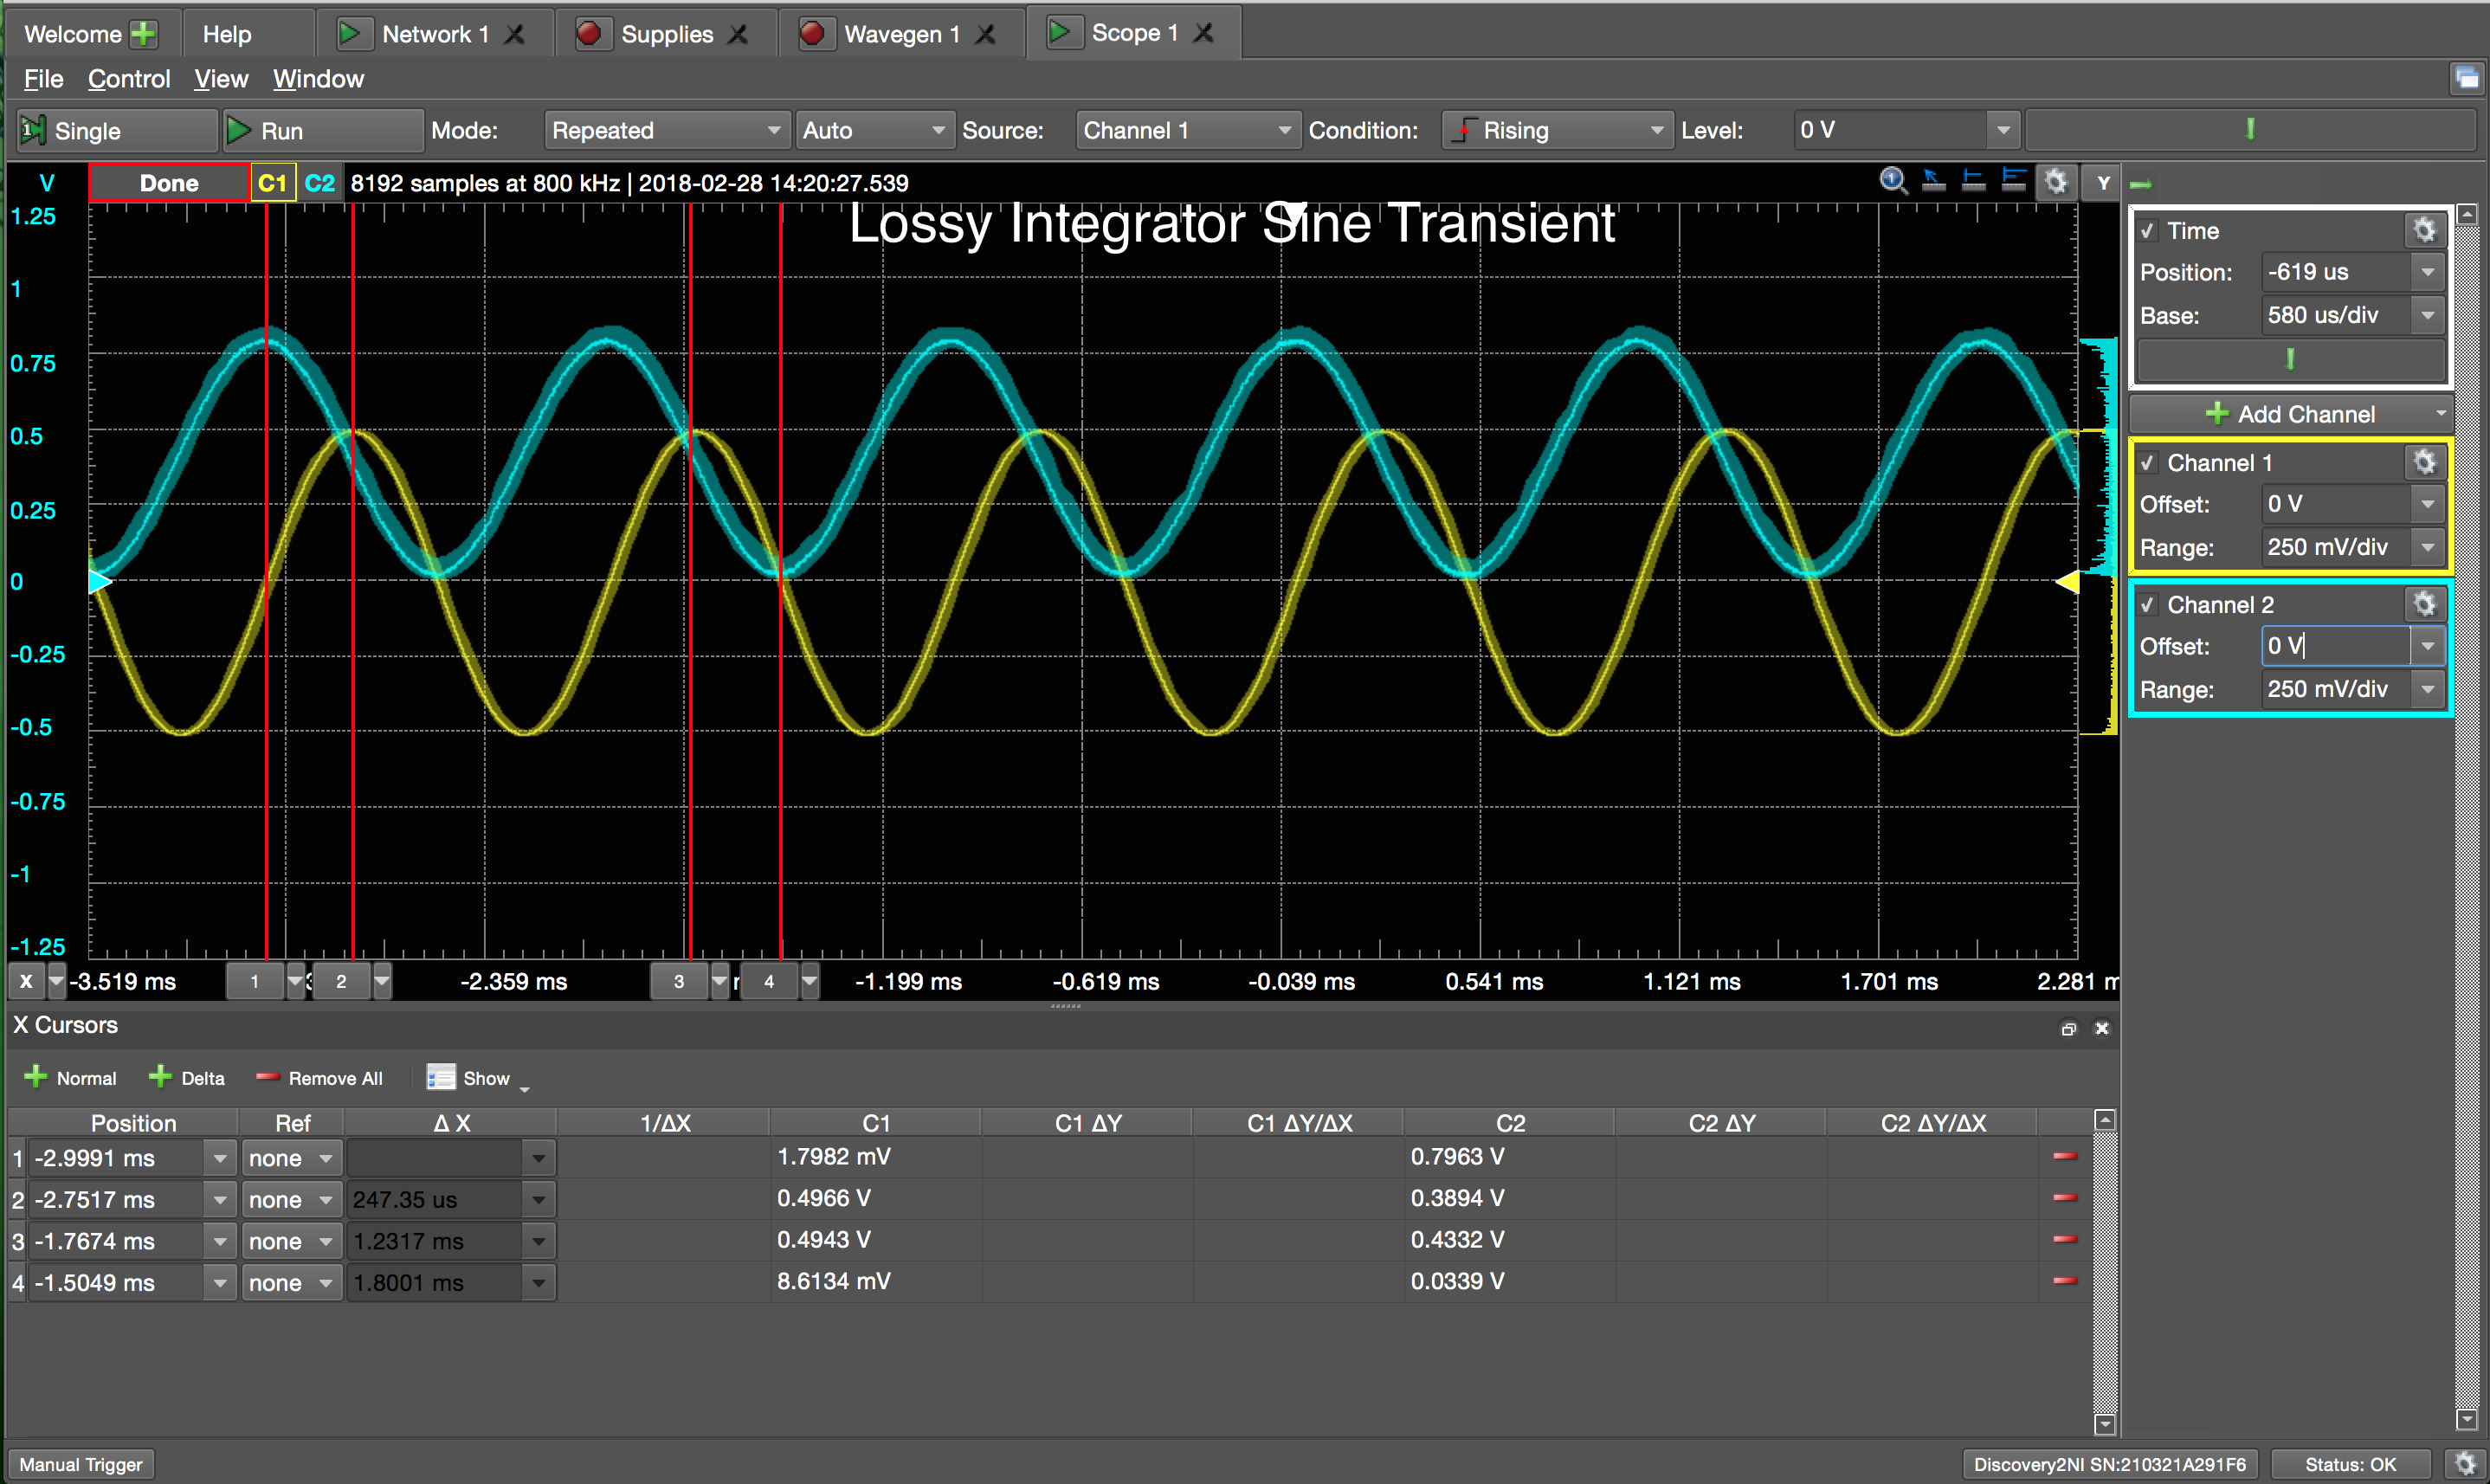 Welcome Help Network 1 Supplies Wavegen 1 Scope 1
File Control View Window
1 Single Run Mode: Repeated Auto Source: Channel 1 Condition: Rising Level: 0 V
V Done C1 C2 8192 samples at 800 kHz | 2018-02-28 14:20:27.539 1 Y
Lossy Integrator Sine Transient
1.25
1
0.75
0.5
0.25
0
-0.25
-0.5
-0.75
-1
-1.25
X -3.519 ms 1 2 -2.359 ms 3 4 -1.199 ms -0.619 ms -0.039 ms 0.541 ms 1.121 ms 1.701 ms 2.281 m
Time
Position: -619 us
Base: 580 us/div
Add Channel
Channel 1
Offset: 0 V
Range: 250 mV/div
Channel 2
Offset: 0 V
Range: 250 mV/div
X Cursors
Normal Delta Remove All Show
Position Ref Δ X 1/ΔX C1 C1 ΔY C1 ΔY/ΔX C2 C2 ΔY C2 ΔY/ΔX
1 -2.9991 ms none 1.7982 mV 0.7963 V
2 -2.7517 ms none 247.35 us 0.4966 V 0.3894 V
3 -1.7674 ms none 1.2317 ms 0.4943 V 0.4332 V
4 -1.5049 ms none 1.8001 ms 8.6134 mV 0.0339 V
Manual Trigger Discovery2NI SN:210321A291F6 Status: OK